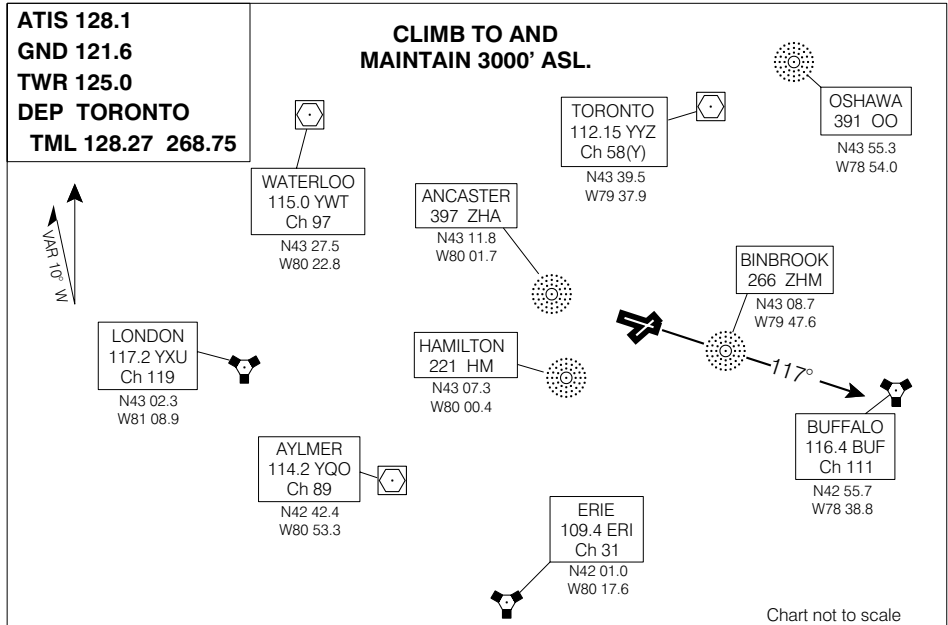 ATIS 128.1
GND 121.6
TWR 125.0
DEP TORONTO
TML 128.27 268.75
CLIMB TO AND
MAINTAIN 3000' ASL.
OSHAWA
391 OO
N43 55.3
W78 54.0
TORONTO
112.15 YYZ
Ch 58(Y)
N43 39.5
W79 37.9
WATERLOO
115.0 YWT
Ch 97
N43 27.5
W80 22.8
ANCASTER
397 ZHA
N43 11.8
W80 01.7
VAR 10° W
BINBROOK
266 ZHM
N43 08.7
W79 47.6
LONDON
117.2 YXU
Ch 119
N43 02.3
W81 08.9
HAMILTON
221 HM
N43 07.3
W80 00.4
117°
BUFFALO
116.4 BUF
Ch 111
N42 55.7
W78 38.8
AYLMER
114.2 YQO
Ch 89
N42 42.4
W80 53.3
ERIE
109.4 ERI
Ch 31
N42 01.0
W80 17.6
Chart not to scale